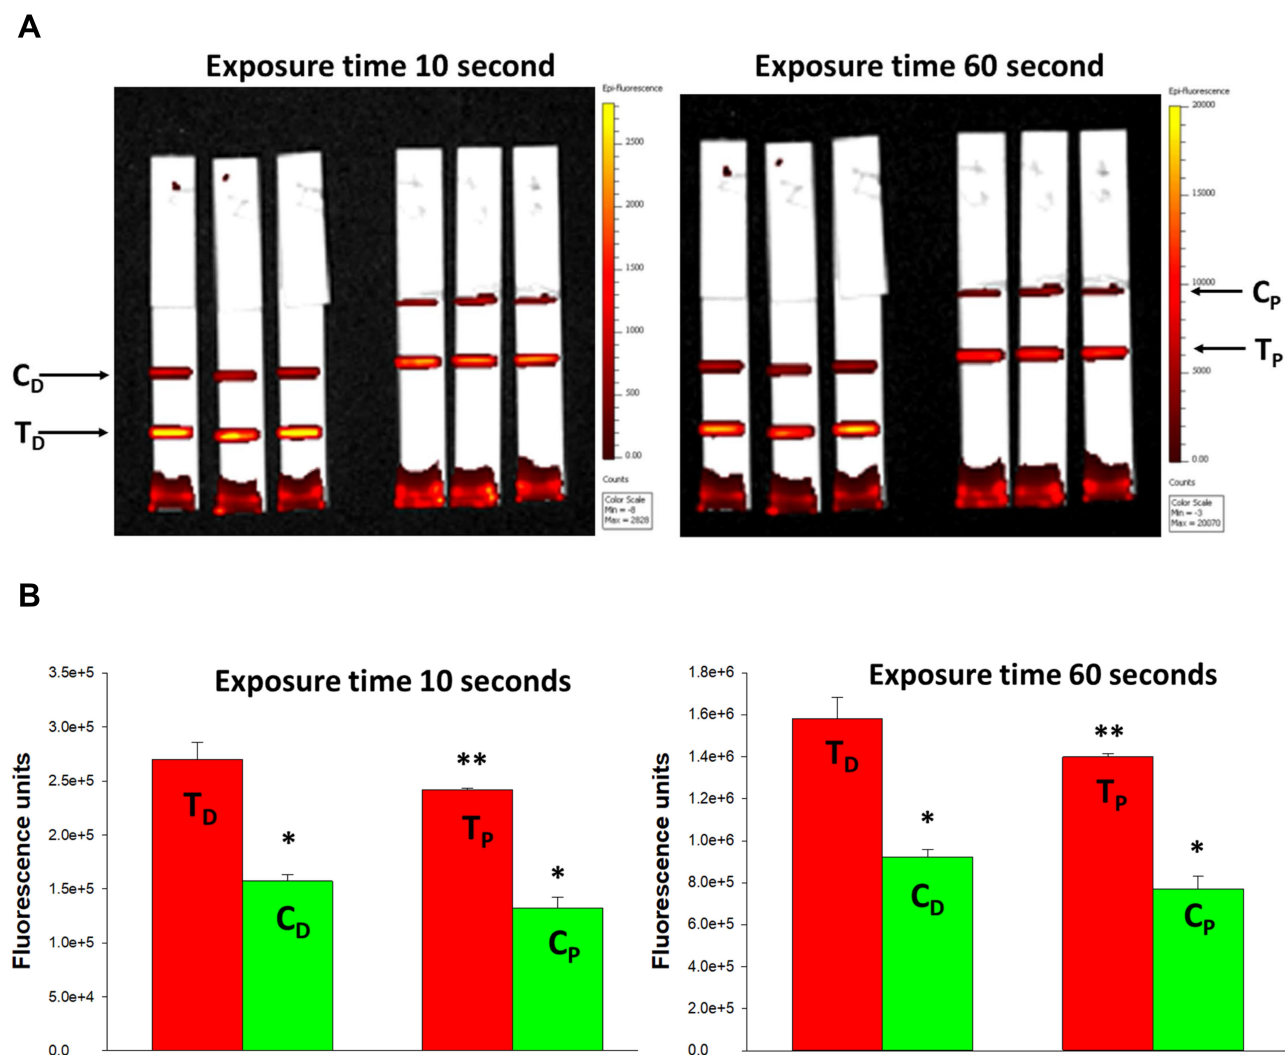 A
Exposure time 10 second
Exposure time 60 second
Epi-fluorescence
2500
2000
1500
1000
500
0.00
Counts
Color Scale
Min = -8
Max = 2828
Epi-fluorescence
20000
15000
10000
5000
0.00
Counts
Color Scale
Min = -3
Max = 20070
CD
TD
CP
TP
B
Exposure time 10 seconds
Fluorescence units
3.5e+5
3.0e+5
2.5e+5
2.0e+5
1.5e+5
1.0e+5
5.0e+4
0.0
TD
*
CD
**
TP
*
CP
Exposure time 60 seconds
Fluorescence units
1.8e+6
1.6e+6
1.4e+6
1.2e+6
1.0e+6
8.0e+5
6.0e+5
4.0e+5
2.0e+5
0.0
TD
*
CD
**
TP
*
CP